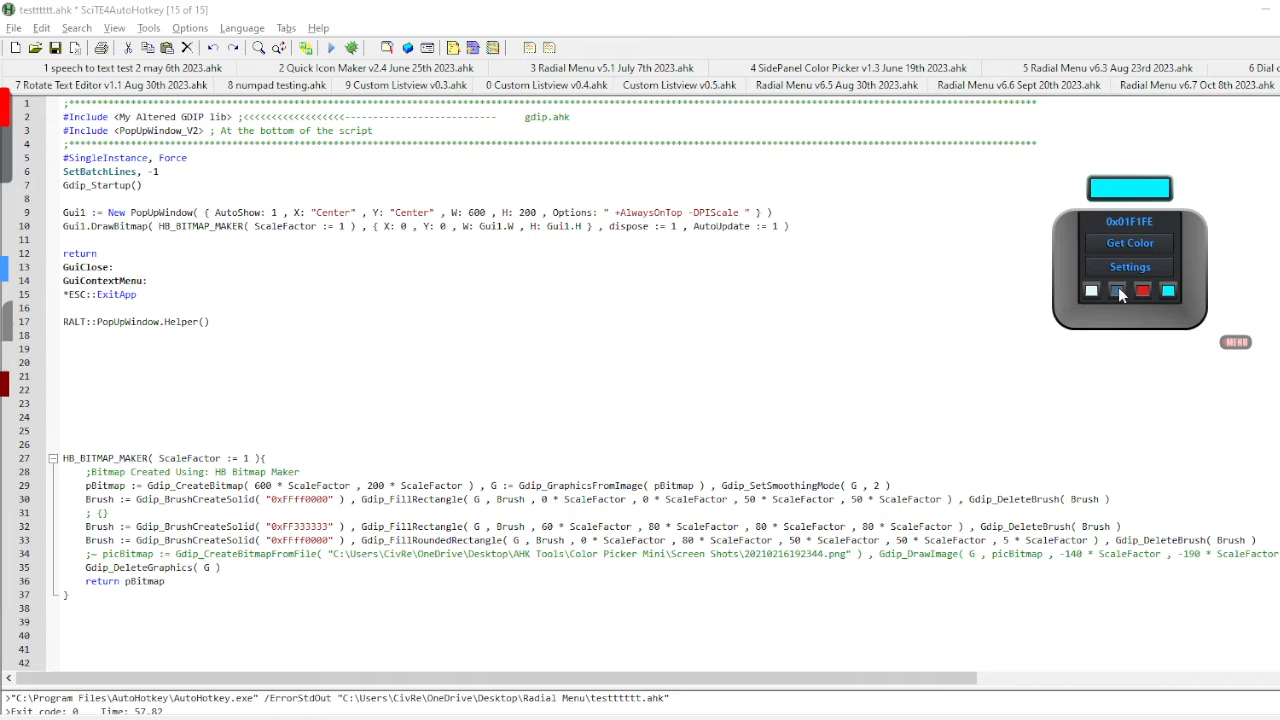 testttttt.ahk * SciTE4AutoHotkey [15 of 15]
File Edit Search View Tools Options Language Tabs Help
1 speech to text test 2 may 6th 2023.ahk 2 Quick Icon Maker v2.4 June 25th 2023.ahk 3 Radial Menu v5.1 July 7th 2023.ahk 4 SidePanel Color Picker v1.3 June 19th 2023.ahk 5 Radial Menu v6.3 Aug 23rd 2023.ahk 6 Dial
7 Rotate Text Editor v1.1 Aug 30th 2023.ahk 8 numpad testing.ahk 9 Custom Listview v0.3.ahk 0 Custom Listview v0.4.ahk Custom Listview v0.5.ahk Radial Menu v6.5 Aug 30th 2023.ahk Radial Menu v6.6 Sept 20th 2023.ahk Radial Menu v6.7 Oct 8th 2023.ahk
1 ;****************************************************************************************************************************************************************************
2 #Include <My Altered GDIP lib> ;<<<<<<<<<<<<<<<<<<--------------------------- gdip.ahk
3 #Include <PopUpWindow_V2> ; At the bottom of the script
4 ;****************************************************************************************************************************************************************************
5 #SingleInstance, Force
6 SetBatchLines, -1
7 Gdip_Startup()
8
9 Gui1 := New PopUpWindow( { AutoShow: 1 , X: "Center" , Y: "Center" , W: 600 , H: 200 , Options: " +AlwaysOnTop -DPIScale " } )
10 Gui1.DrawBitmap( HB_BITMAP_MAKER( ScaleFactor := 1 ) , { X: 0 , Y: 0 , W: Gui1.W , H: Gui1.H } , dispose := 1 , AutoUpdate := 1 )
11
12 return
13 GuiClose:
14 GuiContextMenu:
15 *ESC::ExitApp
16
17 RALT::PopUpWindow.Helper()
18
19
20
21
22
23
24
25
26
27 HB_BITMAP_MAKER( ScaleFactor := 1 ){
28 ;Bitmap Created Using: HB Bitmap Maker
29 pBitmap := Gdip_CreateBitmap( 600 * ScaleFactor , 200 * ScaleFactor ) , G := Gdip_GraphicsFromImage( pBitmap ) , Gdip_SetSmoothingMode( G , 2 )
30 Brush := Gdip_BrushCreateSolid( "0xFFff0000" ) , Gdip_FillRectangle( G , Brush , 0 * ScaleFactor , 0 * ScaleFactor , 50 * ScaleFactor , 50 * ScaleFactor ) , Gdip_DeleteBrush( Brush )
31 ; {}
32 Brush := Gdip_BrushCreateSolid( "0xFF333333" ) , Gdip_FillRectangle( G , Brush , 60 * ScaleFactor , 80 * ScaleFactor , 80 * ScaleFactor , 80 * ScaleFactor ) , Gdip_DeleteBrush( Brush )
33 Brush := Gdip_BrushCreateSolid( "0xFFff0000" ) , Gdip_FillRoundedRectangle( G , Brush , 0 * ScaleFactor , 80 * ScaleFactor , 50 * ScaleFactor , 50 * ScaleFactor , 5 * ScaleFactor ) , Gdip_DeleteBrush( Brush )
34 ;~ picBitmap := Gdip_CreateBitmapFromFile( "C:\Users\CivRe\OneDrive\Desktop\AHK Tools\Color Picker Mini\Screen Shots\20210216192344.png" ) , Gdip_DrawImage( G , picBitmap , -140 * ScaleFactor , -190 * ScaleFactor
35 Gdip_DeleteGraphics( G )
36 return pBitmap
37 }
38
39
40
41
42
0x01F1FE
Get Color
Settings
MENU
>"C:\Program Files\AutoHotkey\AutoHotkey.exe" /ErrorStdOut "C:\Users\CivRe\OneDrive\Desktop\Radial Menu\testttttt.ahk"
>Exit code: 0 Time: 57.82